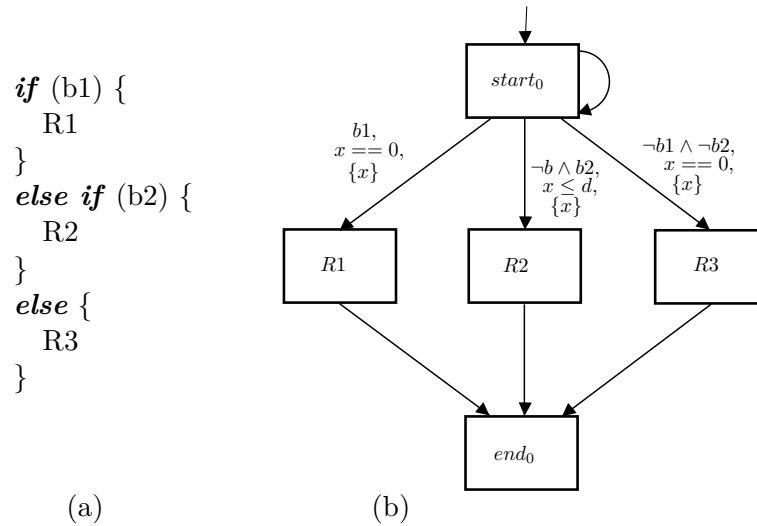 if (b1) {
R1
}
else if (b2) {
R2
}
else {
R3
}
(a)
start₀
b1,
x == 0,
{x}
¬b ∧ b2,
x ≤ d,
{x}
¬b1 ∧ ¬b2,
x == 0,
{x}
R1
R2
R3
end₀
(b)